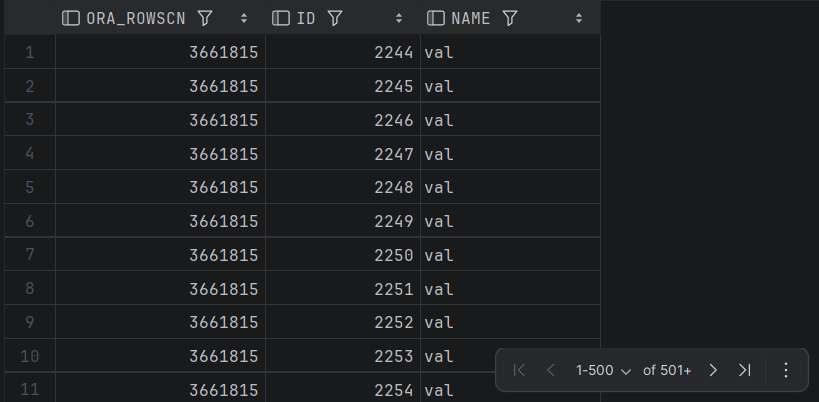 ORA_ROWSCN ID NAME
1 3661815 2244 val
2 3661815 2245 val
3 3661815 2246 val
4 3661815 2247 val
5 3661815 2248 val
6 3661815 2249 val
7 3661815 2250 val
8 3661815 2251 val
9 3661815 2252 val
10 3661815 2253 val
1-500 of 501+
11 3661815 2254 val